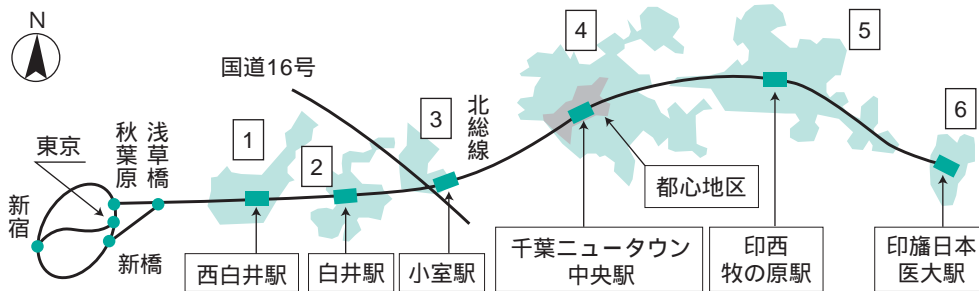 N
国道16号
北総線
1
2
3
4
5
6
東京
秋葉原
浅草橋
新宿
新橋
都心地区
西白井駅
白井駅
小室駅
千葉ニュータウン
中央駅
印西
牧の原駅
印旛日本
医大駅